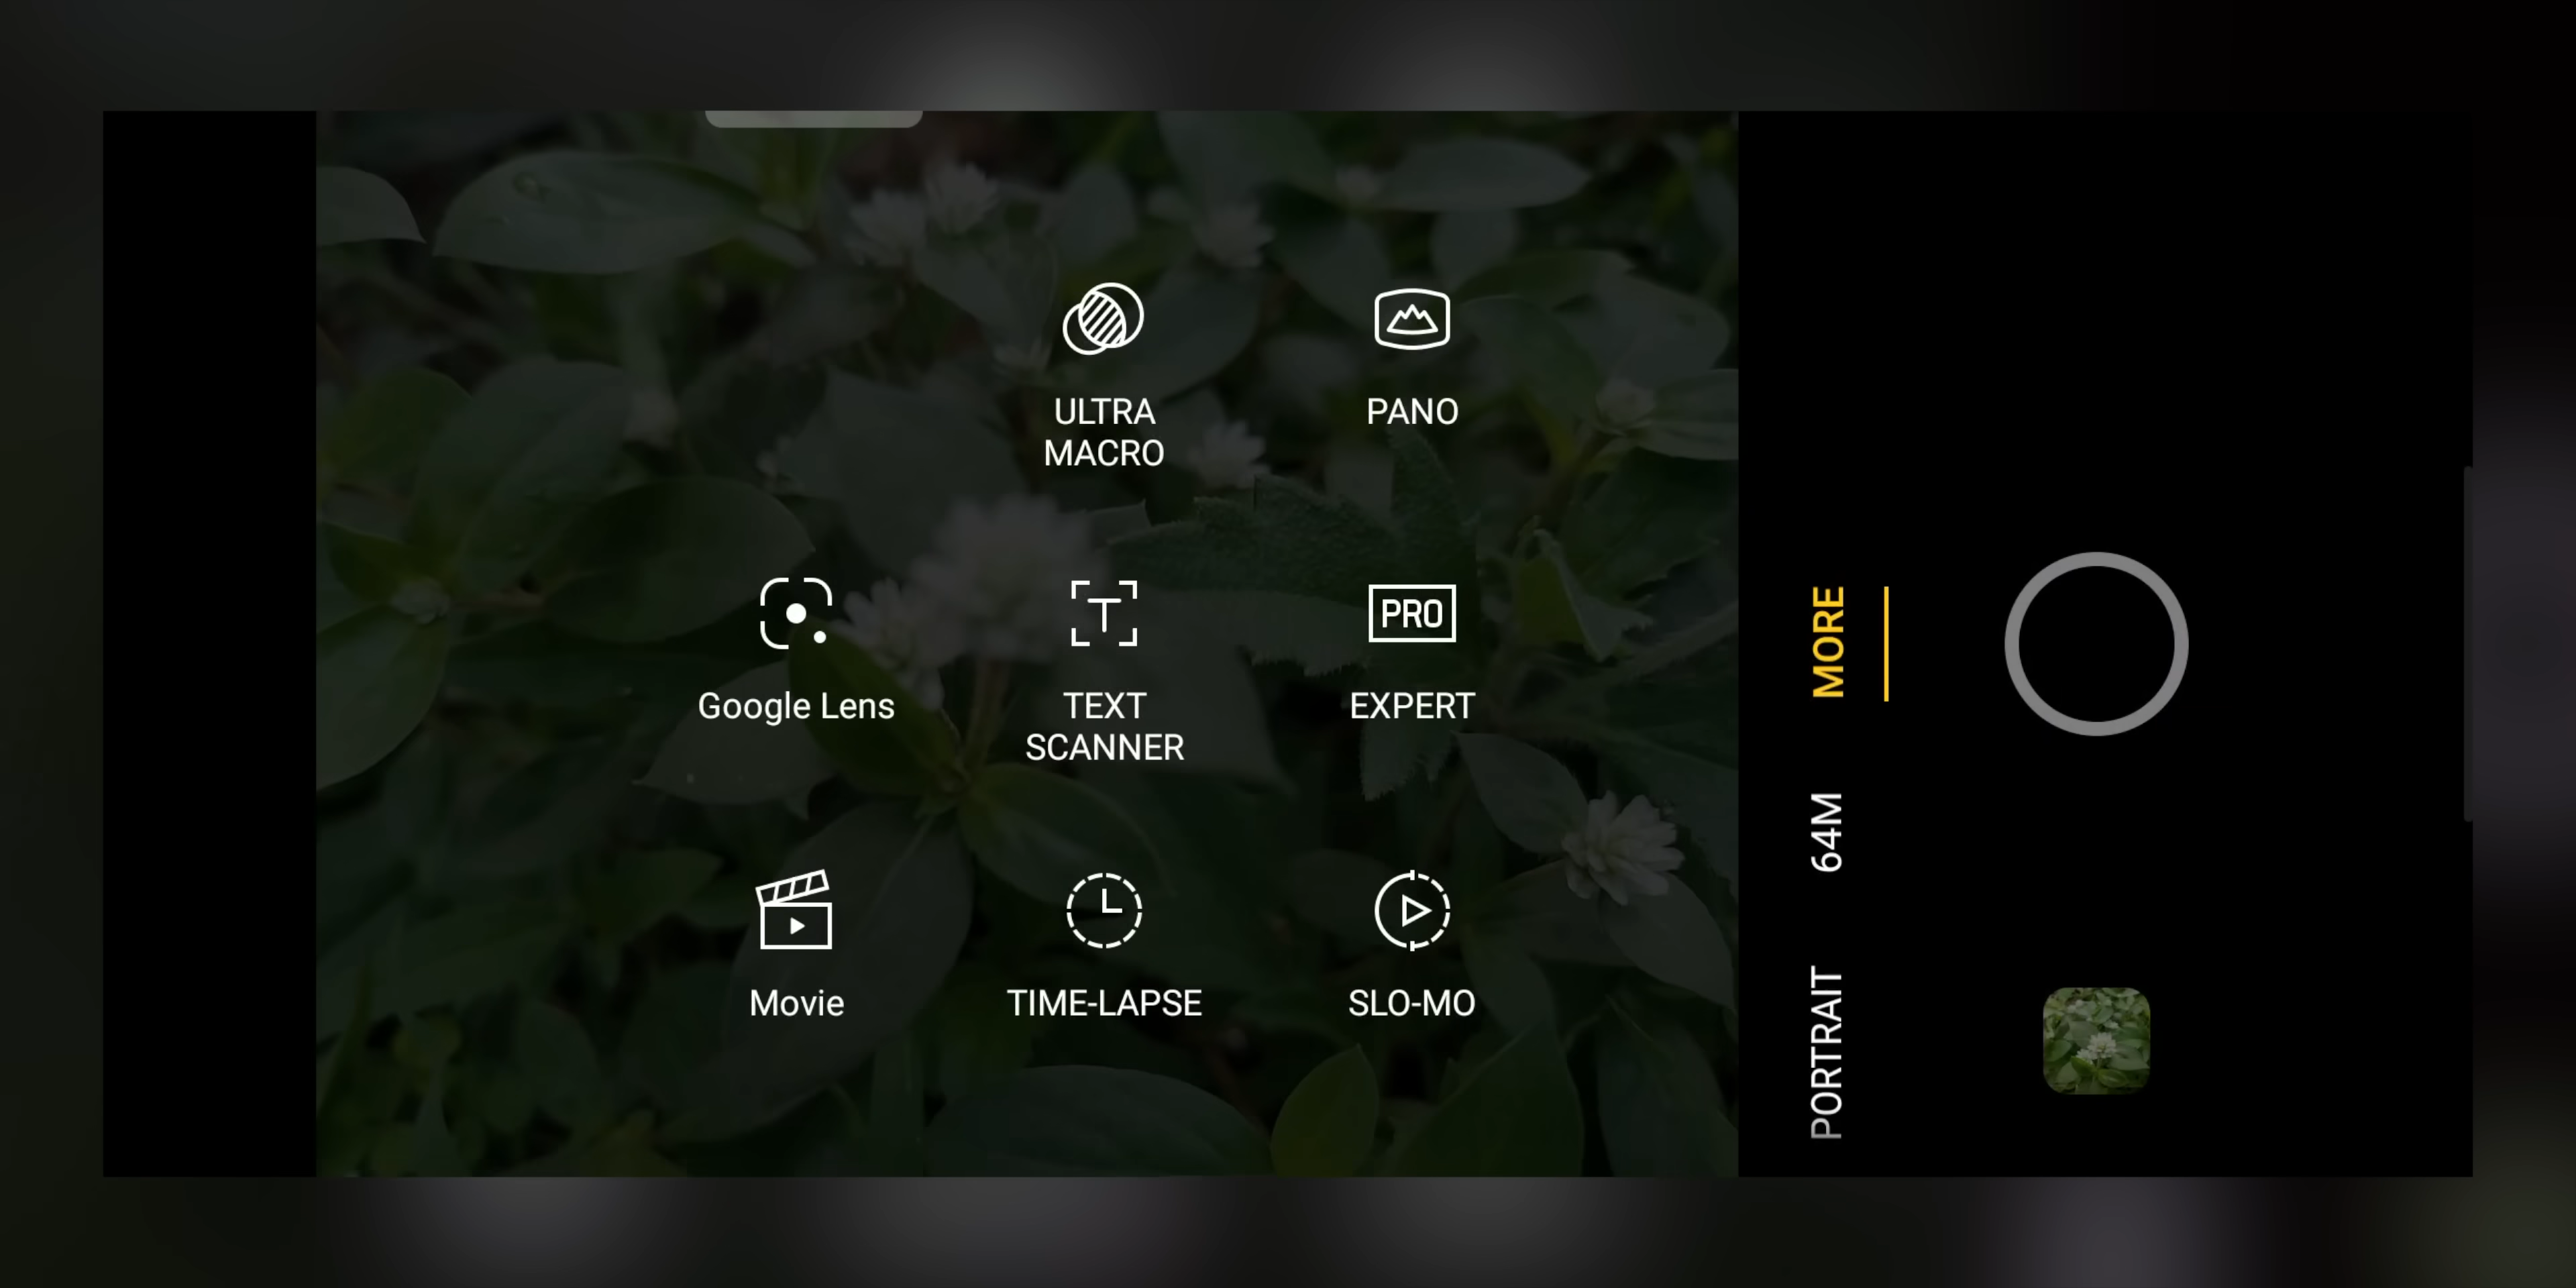 ULTRA
MACRO
PANO
Google Lens
TEXT
SCANNER
PRO
EXPERT
Movie
TIME-LAPSE
SLO-MO
MORE
64M
PORTRAIT